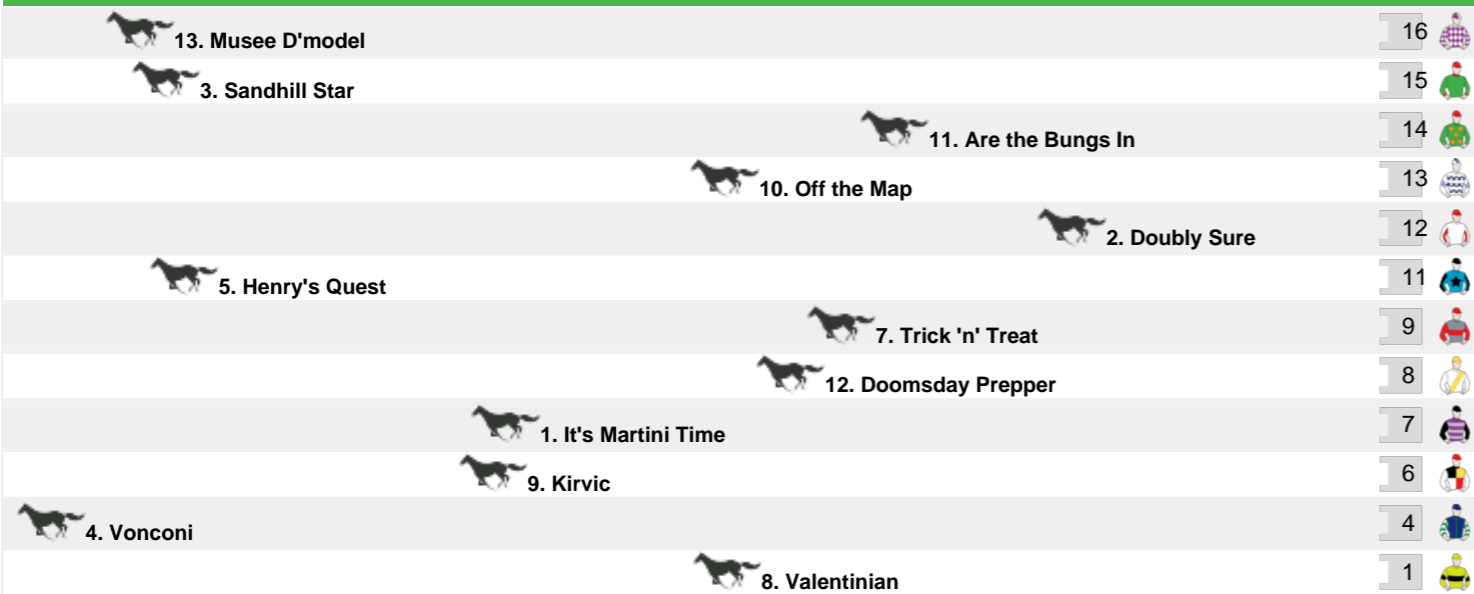 13. Musee D'model 16
3. Sandhill Star 15
11. Are the Bungs In 14
10. Off the Map 13
2. Doubly Sure 12
5. Henry's Quest 11
7. Trick 'n' Treat 9
12. Doomsday Prepper 8
1. It's Martini Time 7
9. Kirvic 6
4. Vonconi 4
8. Valentinian 1